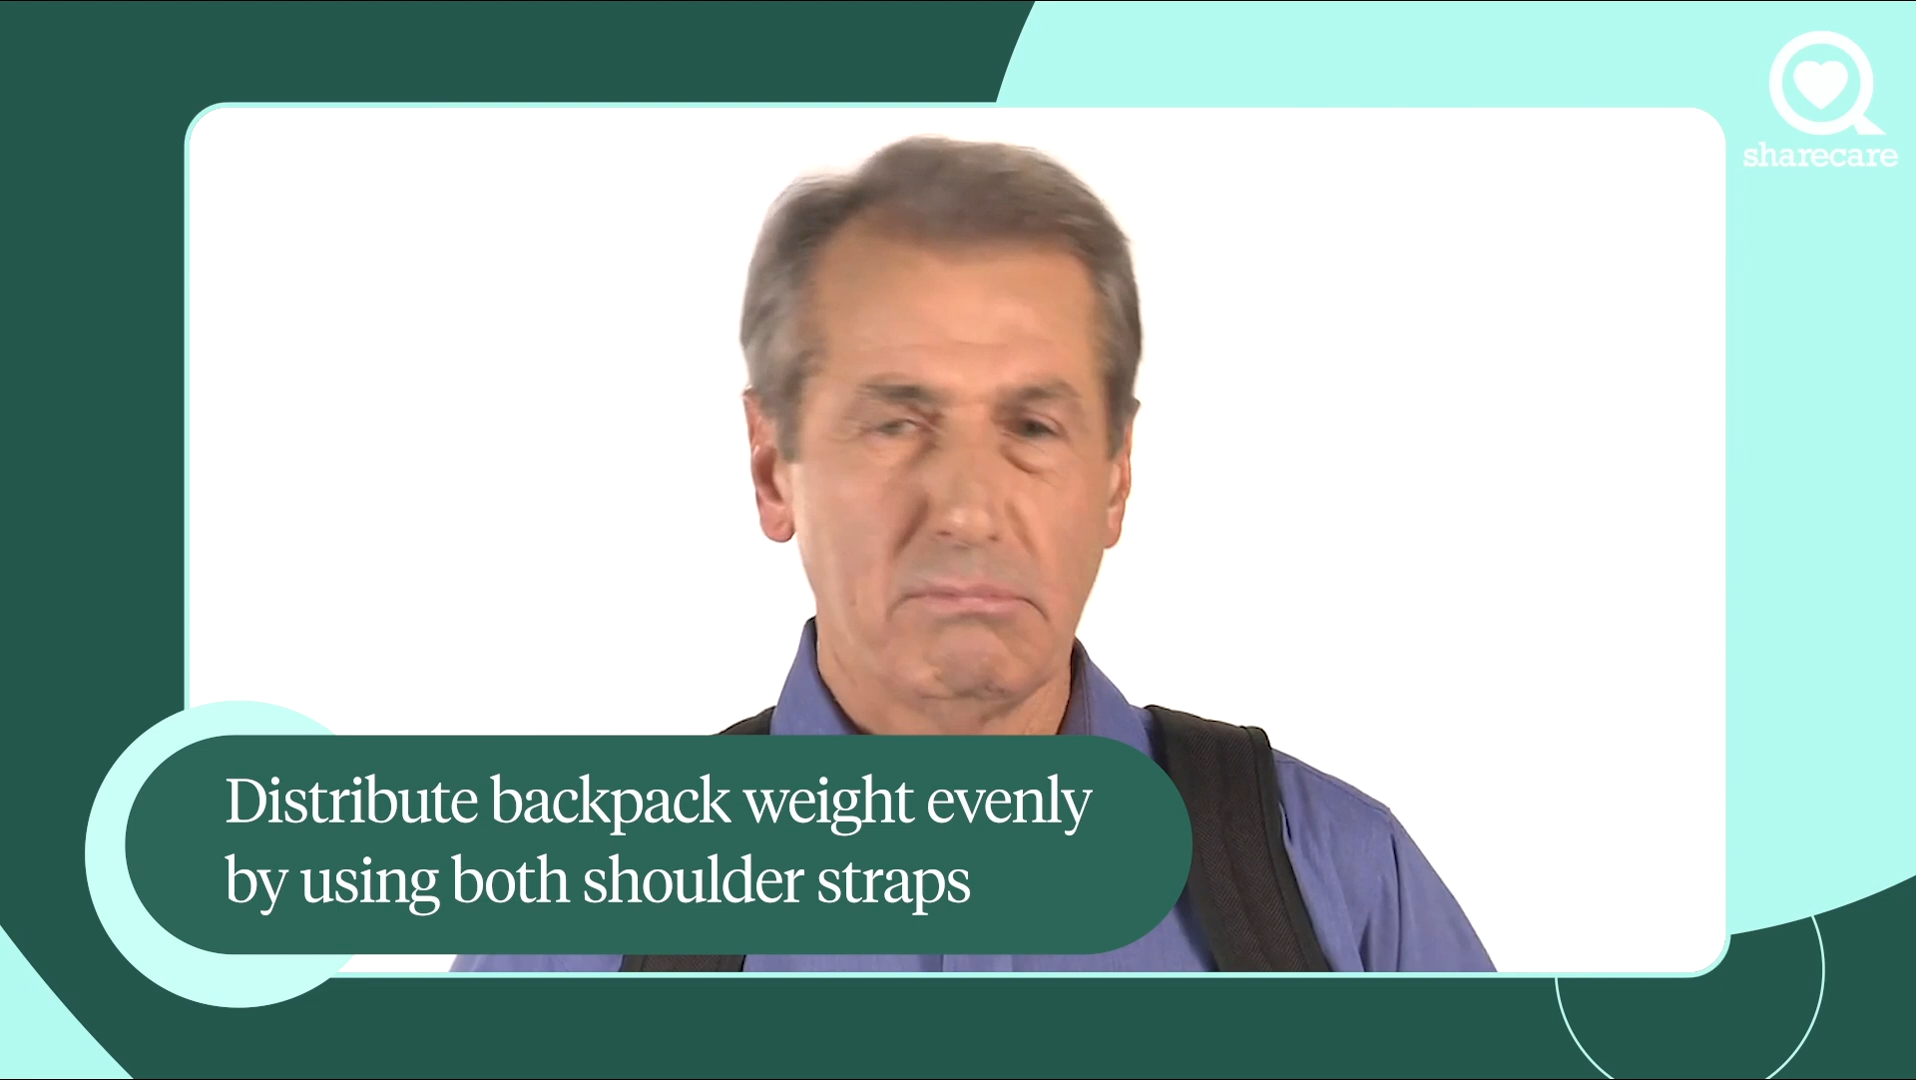 sharecare
Distribute backpack weight evenly
by using both shoulder straps